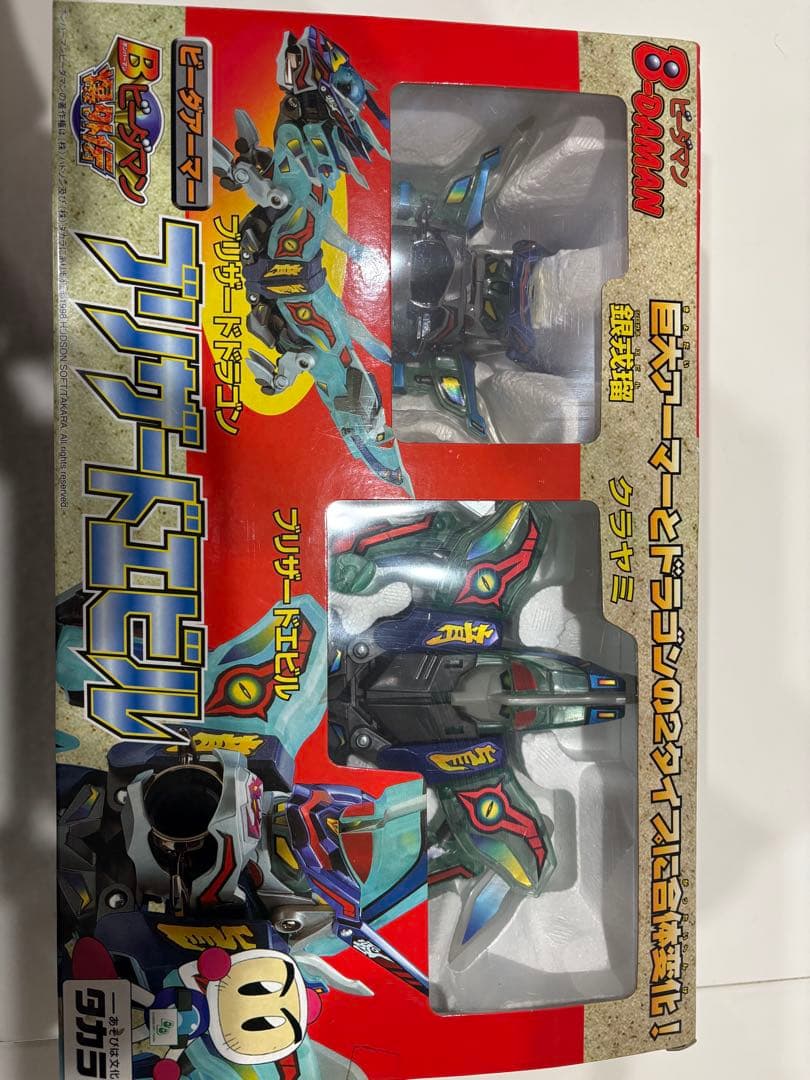 ビーダマン
B-DAMAN
巨大アーマーとドラゴンの2タイプに合体変化!
銀戎瑠
クラヤミ
ブリザードドラゴン
ブリザードエビル
ビーダアーマー
Bビーダマン
爆外伝
ブリザードエビル
1998 HUDSON SOFT/TAKARA. All rights reserved.
あそびは文化
タカラ